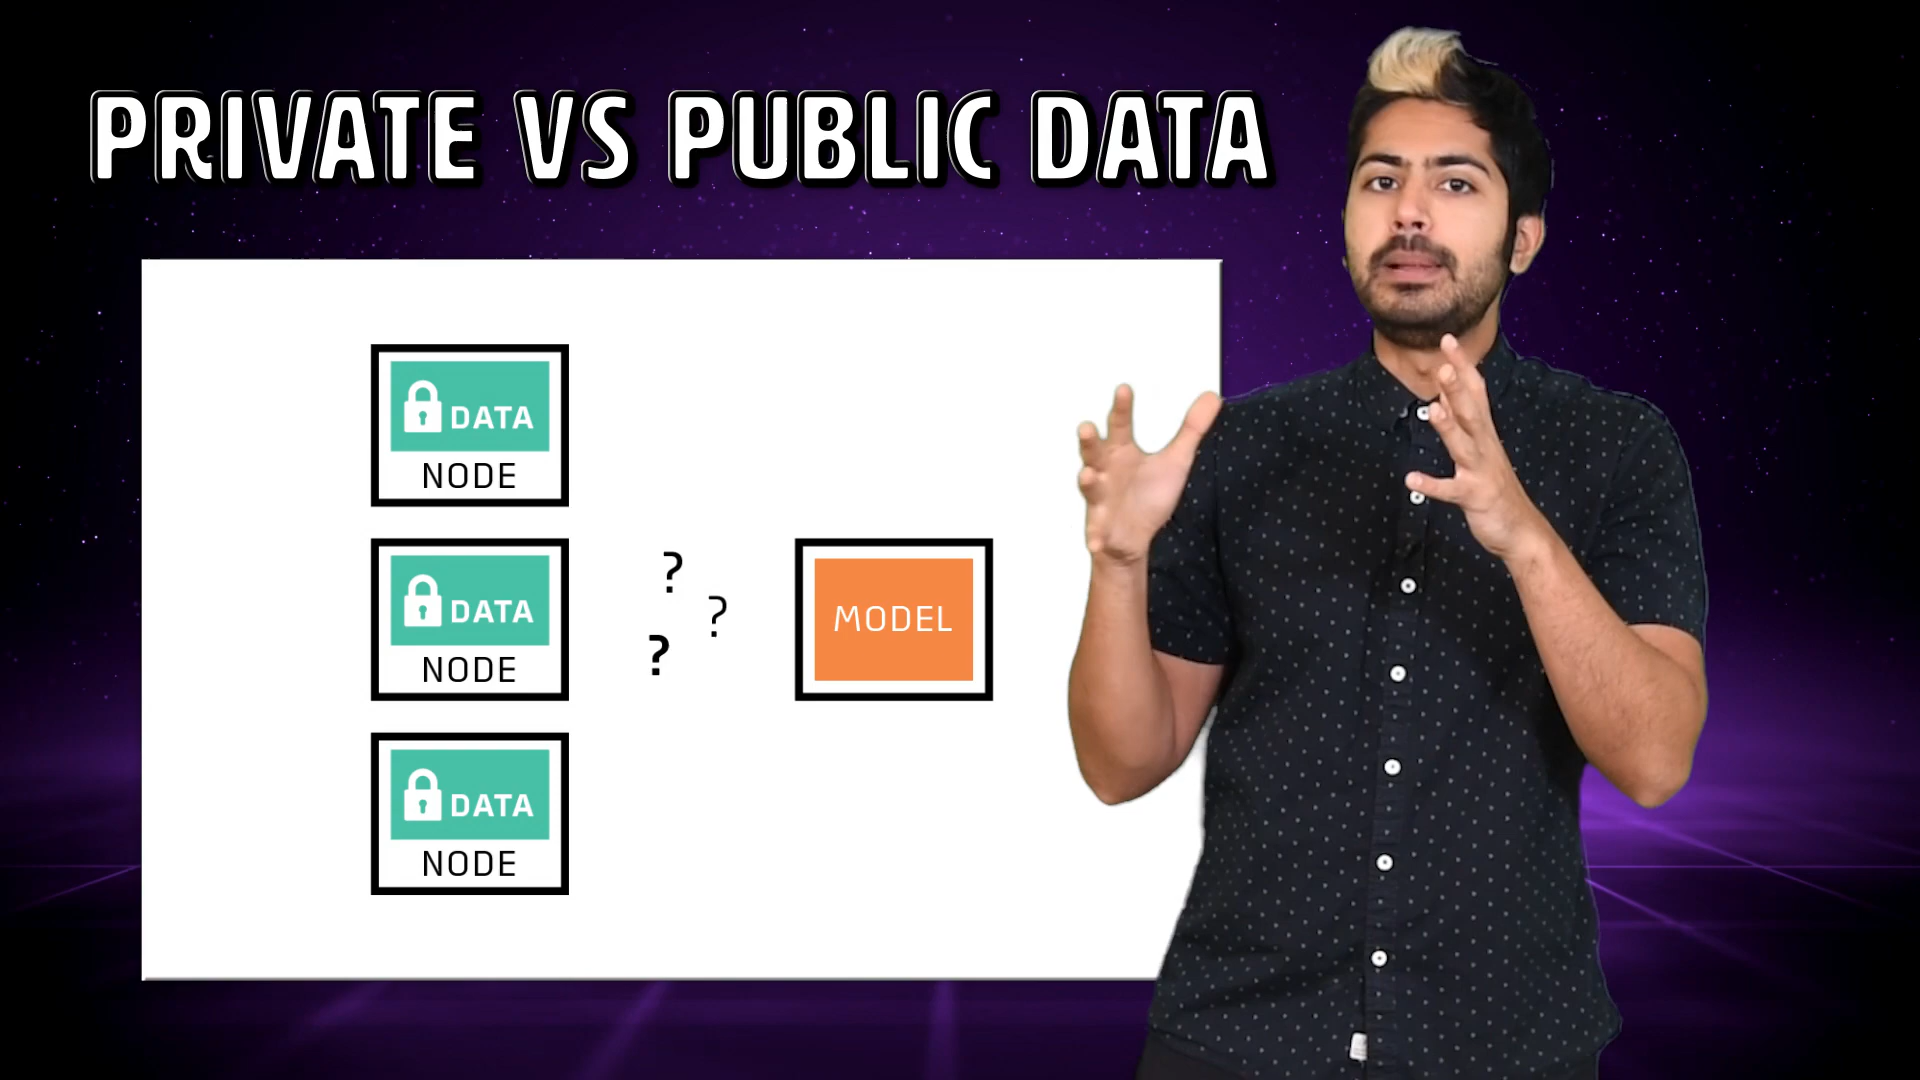 PRIVATE VS PUBLIC DATA
DATA
NODE
DATA
NODE
?
?
?
MODEL
DATA
NODE